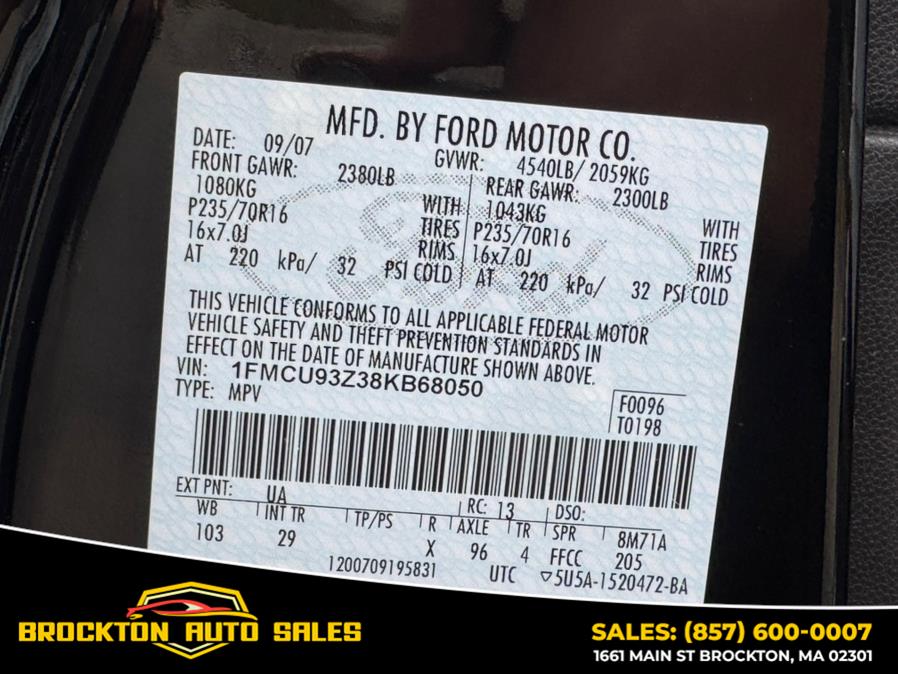 MFD. BY FORD MOTOR CO.
DATE: 09/07 GVWR: 4540LB/ 2059KG
FRONT GAWR: 2380LB REAR GAWR: 2300LB
1080KG WITH 1043KG WITH
P235/70R16 TIRES P235/70R16 TIRES
16x7.0J RIMS 16x7.0J RIMS
AT 220 kPa/ 32 PSI COLD AT 220 kPa/ 32 PSI COLD
Ford
THIS VEHICLE CONFORMS TO ALL APPLICABLE FEDERAL MOTOR
VEHICLE SAFETY AND THEFT PREVENTION STANDARDS IN
EFFECT ON THE DATE OF MANUFACTURE SHOWN ABOVE.
VIN: 1FMCU93Z38KB68050
TYPE: MPV
F0096
T0198
EXT PNT: UA RC: 13 DSO:
WB INT TR TP/PS R AXLE TR SPR 8M71A
103 29 X 96 4 FFCC 205
1200709195831 UTC ▽5U5A-1520472-BA
BROCKTON AUTO SALES
SALES: (857) 600-0007
1661 MAIN ST BROCKTON, MA 02301